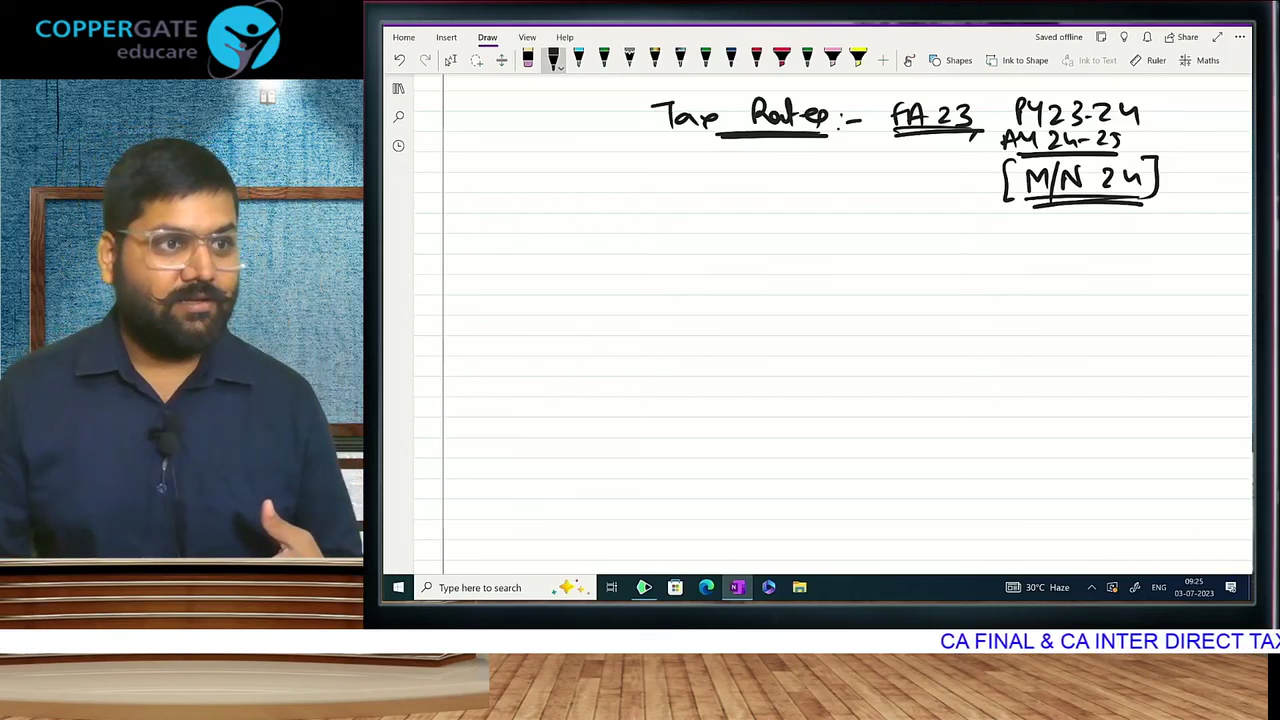 COPPERGATE
educare
Home Insert Draw View Help
Saved offline
Share
Shapes
Ink to Shape
Ink to Text
Ruler
Maths
Tax Rates :- FA 23, PY 23-24
AY 24-25
[M/N 24]
Type here to search
30°C Haze
ENG
09:25
03-07-2023
CA FINAL & CA INTER DIRECT TAX